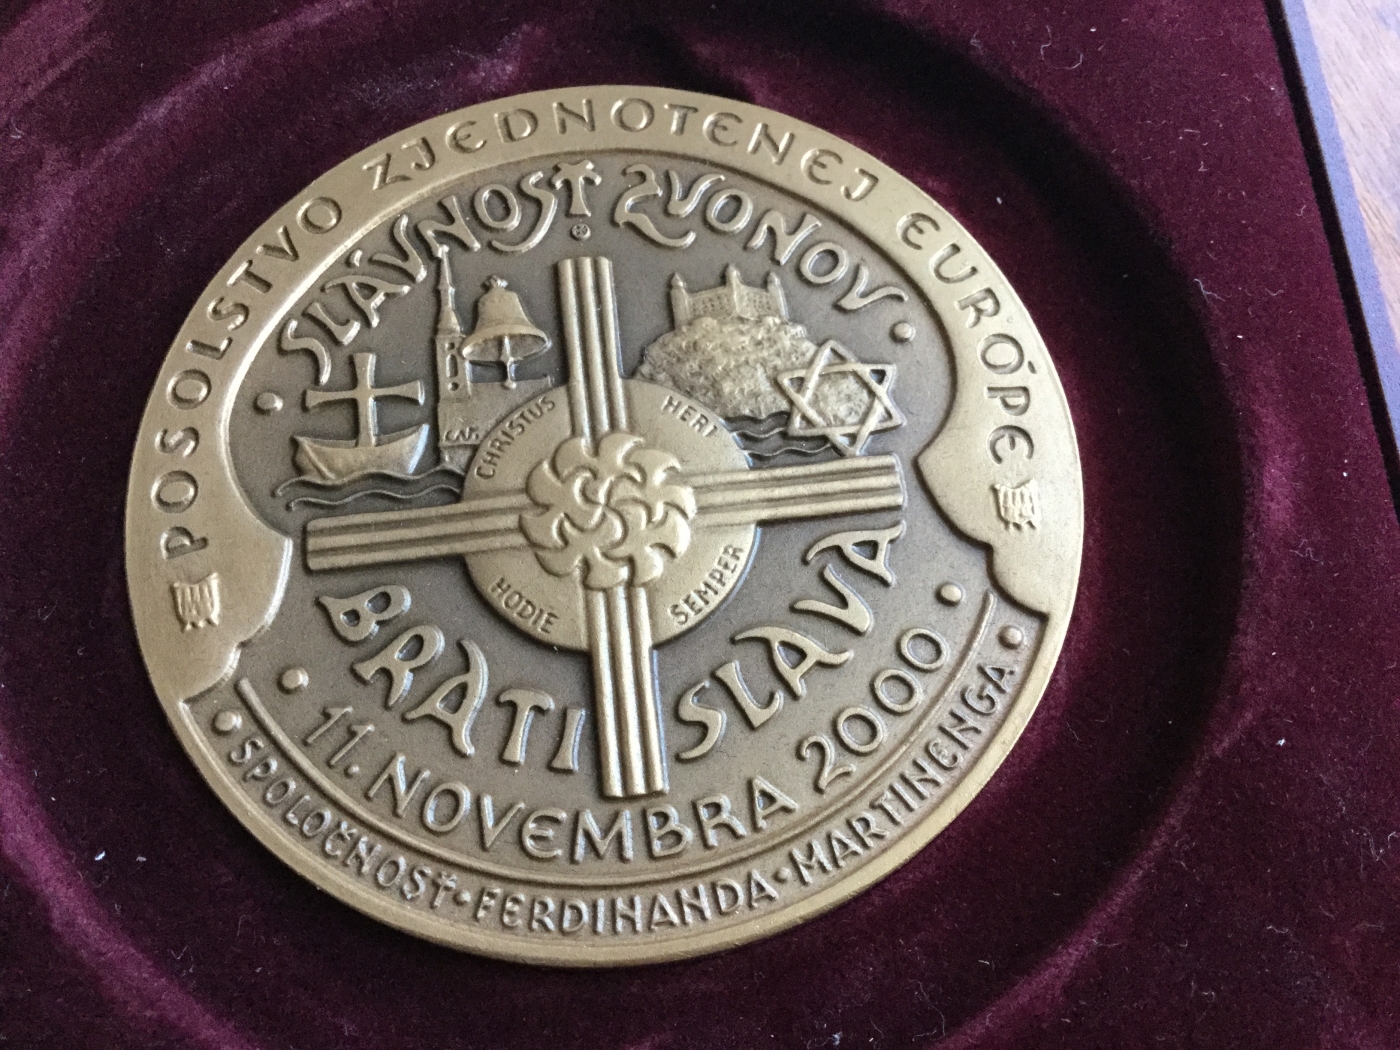 POSOLSTVO ZJEDNOTENEJ EURÓPE
SLÁVNOSŤ ZVONOV
CHRISTUS
HERI
HODIE
SEMPER
BRATISLAVA
11. NOVEMBRA 2000
SPOLOČNOSŤ · FERDINANDA · MARTINENGA